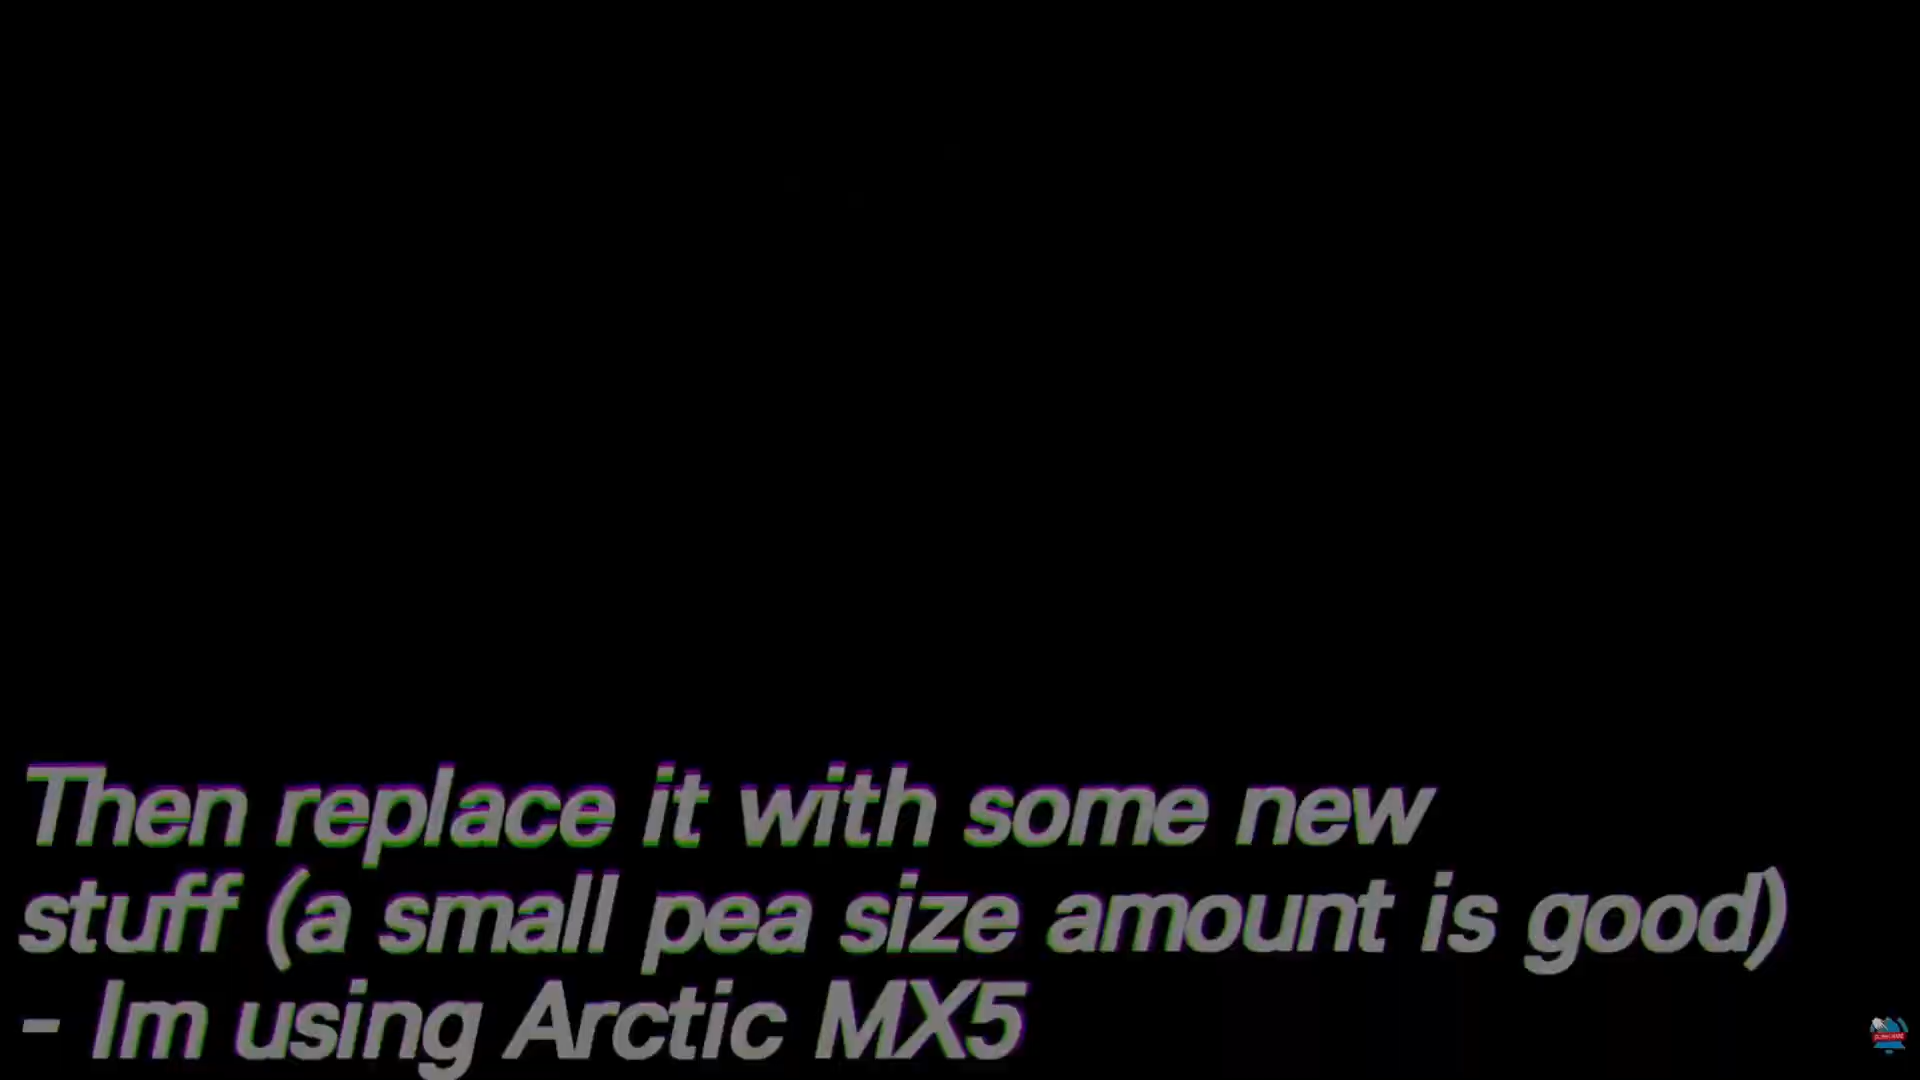 Then replace it with some new
stuff (a small pea size amount is good)
- Im using Arctic MX5